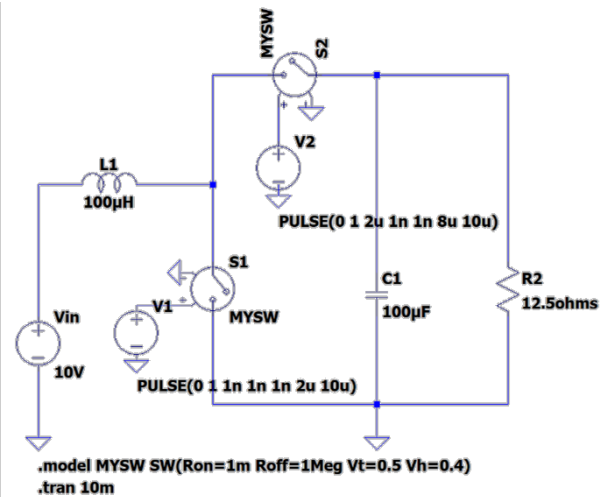 MYSW
S2
V2
L1
100µH
PULSE(0 1 2u 1n 1n 8u 10u)
S1
C1
R2
V1
MYSW
100µF
12.5ohms
Vin
10V
PULSE(0 1 1n 1n 1n 2u 10u)
.model MYSW SW(Ron=1m Roff=1Meg Vt=0.5 Vh=0.4)
.tran 10m